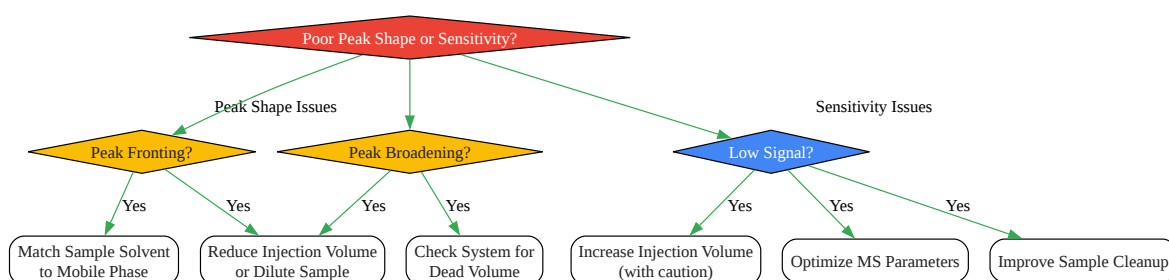 Poor Peak Shape or Sensitivity?
Peak Shape Issues
Sensitivity Issues
Peak Fronting?
Peak Broadening?
Low Signal?
Yes
Yes
Yes
Yes
Yes
Yes
Yes
Match Sample Solvent
to Mobile Phase
Reduce Injection Volume
or Dilute Sample
Check System for
Dead Volume
Increase Injection Volume
(with caution)
Optimize MS Parameters
Improve Sample Cleanup